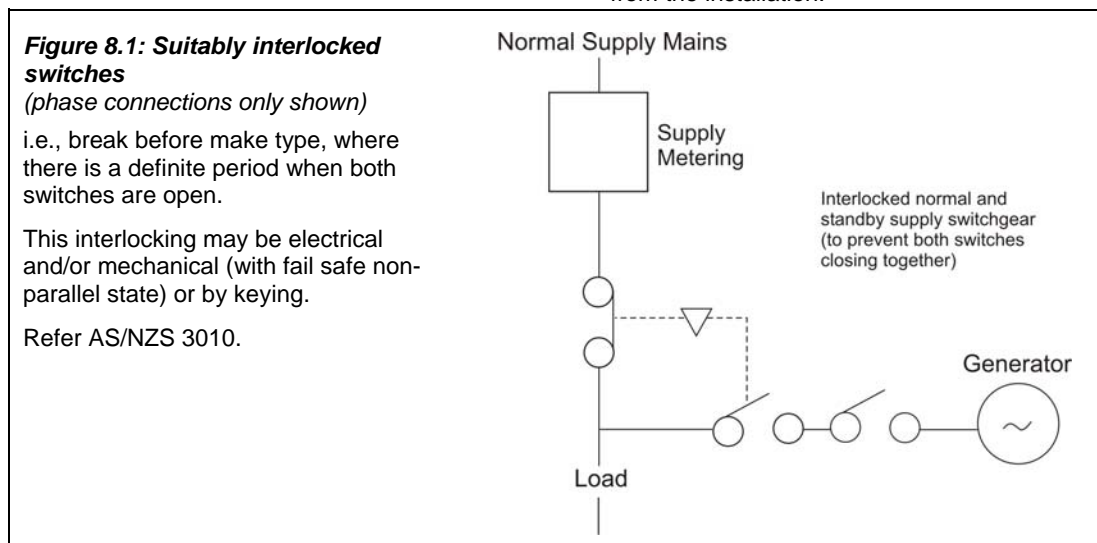 from the installation.
Figure 8.1: Suitably interlocked
switches
(phase connections only shown)
i.e., break before make type, where
there is a definite period when both
switches are open.
This interlocking may be electrical
and/or mechanical (with fail safe non-
parallel state) or by keying.
Refer AS/NZS 3010.
Normal Supply Mains
Supply
Metering
Interlocked normal and
standby supply switchgear
(to prevent both switches
closing together)
Generator
~
Load